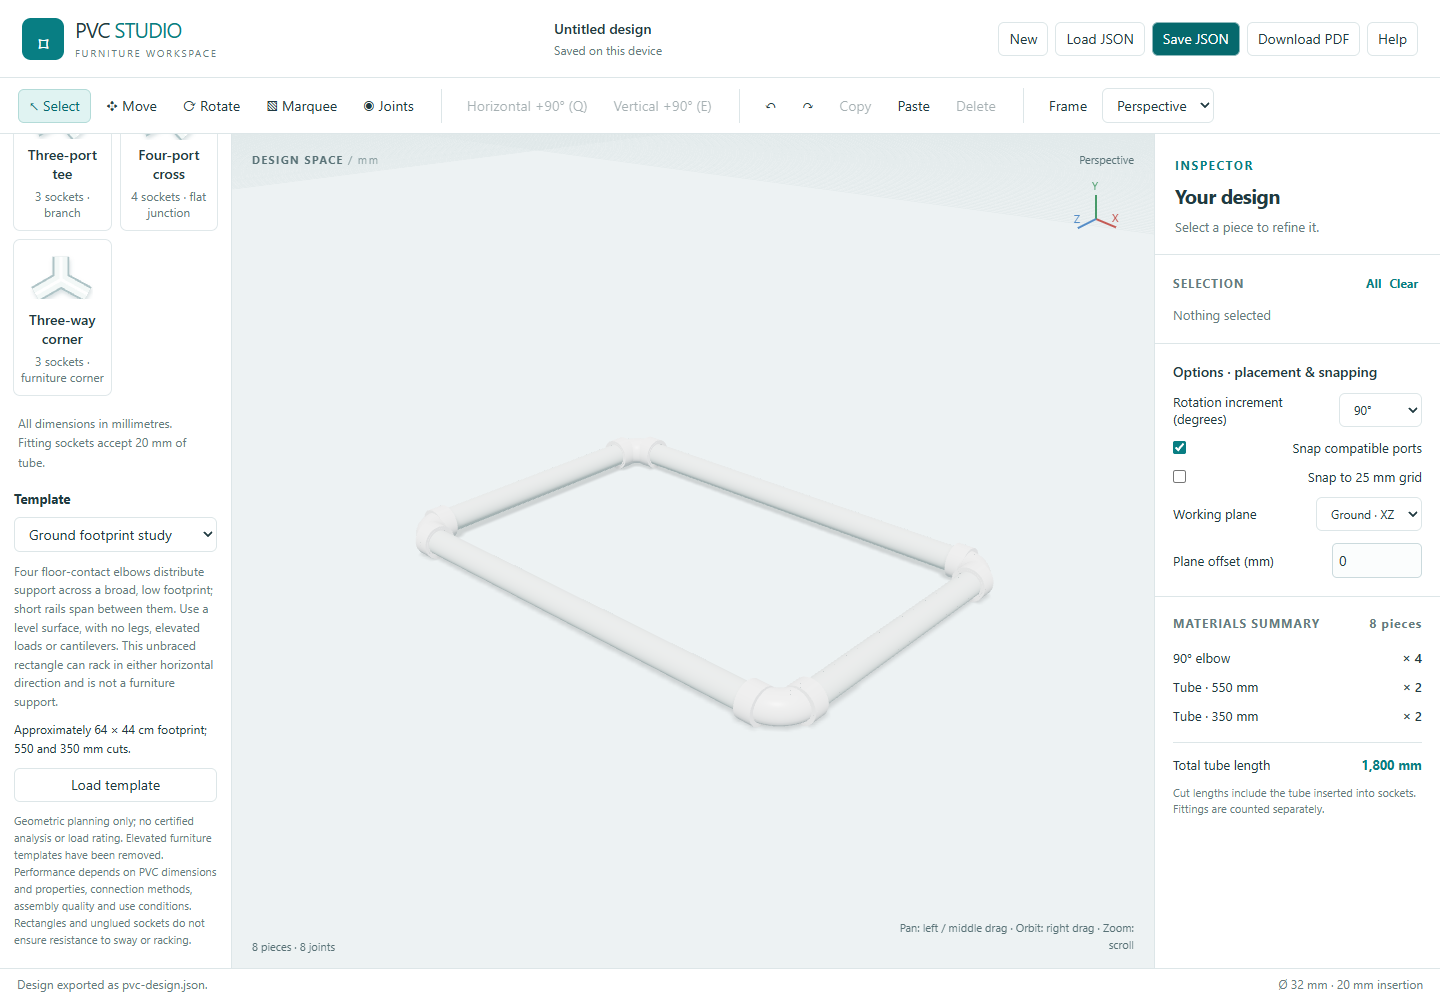 PVC STUDIO
FURNITURE WORKSPACE
Untitled design
Saved on this device
New
Load JSON
Save JSON
Download PDF
Help
Select
Move
Rotate
Marquee
Joints
Horizontal +90° (Q)
Vertical +90° (E)
Copy
Paste
Delete
Frame
Perspective
Three-port
tee
3 sockets ·
branch
Four-port
cross
4 sockets · flat
junction
Three-way
corner
3 sockets ·
furniture corner
All dimensions in millimetres.
Fitting sockets accept 20 mm of
tube.
Template
Ground footprint study
Four floor-contact elbows distribute
support across a broad, low footprint;
short rails span between them. Use a
level surface, with no legs, elevated
loads or cantilevers. This unbraced
rectangle can rack in either horizontal
direction and is not a furniture
support.
Approximately 64 × 44 cm footprint;
550 and 350 mm cuts.
Load template
Geometric planning only; no certified
analysis or load rating. Elevated furniture
templates have been removed.
Performance depends on PVC dimensions
and properties, connection methods,
assembly quality and use conditions.
Rectangles and unglued sockets do not
ensure resistance to sway or racking.
DESIGN SPACE / mm
Perspective
Y
Z
X
8 pieces · 8 joints
Pan: left / middle drag · Orbit: right drag · Zoom:
scroll
INSPECTOR
Your design
Select a piece to refine it.
SELECTION
All
Clear
Nothing selected
Options · placement & snapping
Rotation increment
(degrees)
90°
Snap compatible ports
Snap to 25 mm grid
Working plane
Ground · XZ
Plane offset (mm)
0
MATERIALS SUMMARY
8 pieces
90° elbow
× 4
Tube · 550 mm
× 2
Tube · 350 mm
× 2
Total tube length
1,800 mm
Cut lengths include the tube inserted into sockets.
Fittings are counted separately.
Design exported as pvc-design.json.
Ø 32 mm · 20 mm insertion